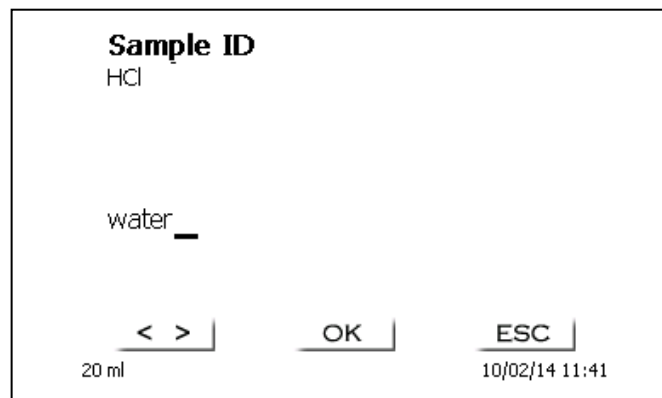 Sample ID
HCl
water_
< > OK ESC
20 ml 10/02/14 11:41